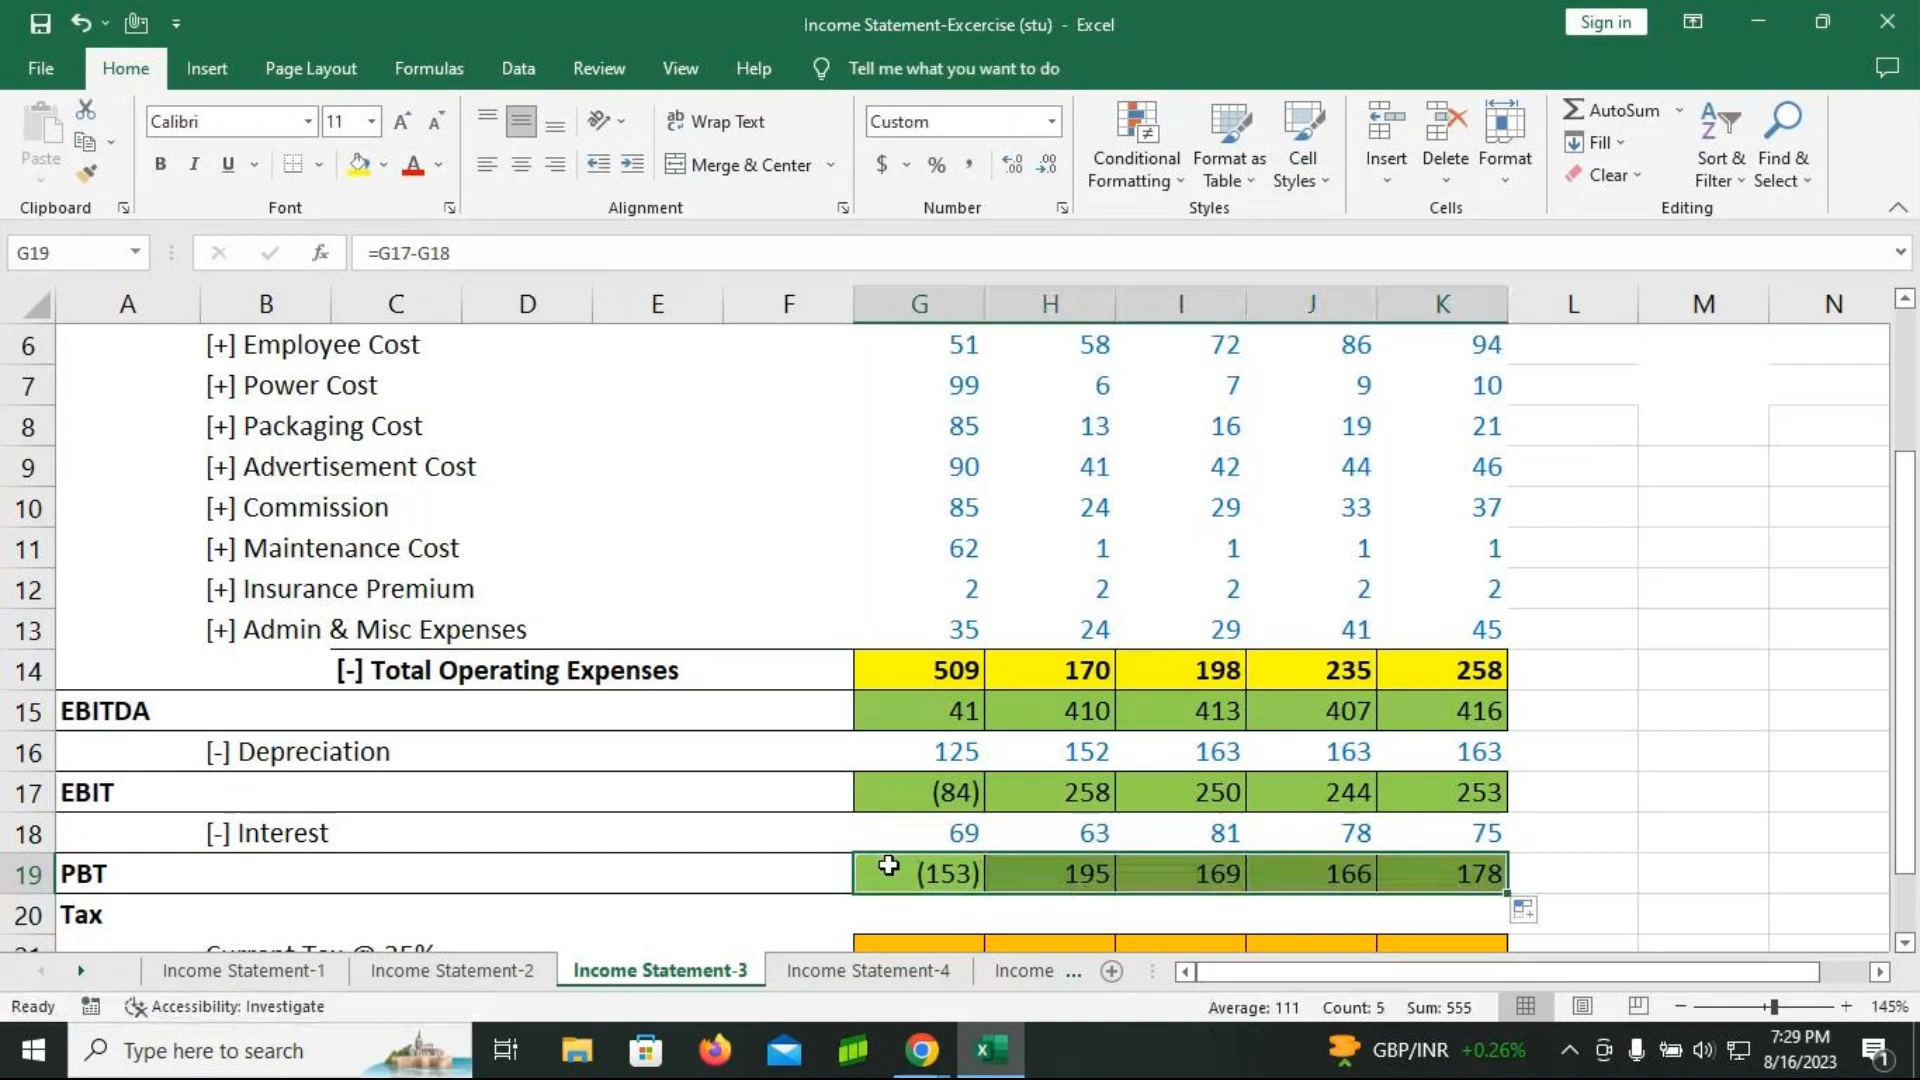 Income Statement-Excercise (stu) - Excel
Sign in
File Home Insert Page Layout Formulas Data Review View Help Tell me what you want to do
Paste
Clipboard
Calibri 11
B I U
Font
ab Wrap Text
Merge & Center
Alignment
Custom
$ % ,
Number
Conditional Formatting
Format as Table
Cell Styles
Styles
Insert
Delete
Format
Cells
AutoSum
Fill
Clear
Sort & Filter
Find & Select
Editing
G19 fx =G17-G18
A B C D E F G H I J K L M N
6 [+] Employee Cost 51 58 72 86 94
7 [+] Power Cost 99 6 7 9 10
8 [+] Packaging Cost 85 13 16 19 21
9 [+] Advertisement Cost 90 41 42 44 46
10 [+] Commission 85 24 29 33 37
11 [+] Maintenance Cost 62 1 1 1 1
12 [+] Insurance Premium 2 2 2 2 2
13 [+] Admin & Misc Expenses 35 24 29 41 45
14 [-] Total Operating Expenses 509 170 198 235 258
15 EBITDA 41 410 413 407 416
16 [-] Depreciation 125 152 163 163 163
17 EBIT (84) 258 250 244 253
18 [-] Interest 69 63 81 78 75
19 PBT (153) 195 169 166 178
20 Tax
21 Current Tax @ 25%
Income Statement-1 Income Statement-2 Income Statement-3 Income Statement-4 Income ...
Ready Accessibility: Investigate Average: 111 Count: 5 Sum: 555 145%
Type here to search GBP/INR +0.26% 7:29 PM
8/16/2023
1